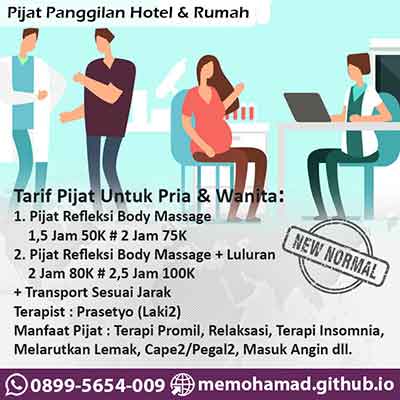 Pijat Panggilan Hotel & Rumah
Tarif Pijat Untuk Pria & Wanita:
1. Pijat Refleksi Body Massage
1,5 Jam 50K # 2 Jam 75K
2. Pijat Refleksi Body Massage + Luluran
2 Jam 80K # 2,5 Jam 100K
+ Transport Sesuai Jarak
Terapist : Prasetyo (Laki2)
Manfaat Pijat : Terapi Promil, Relaksasi, Terapi Insomnia,
Melarutkan Lemak, Cape2/Pegal2, Masuk Angin dll.
NEW NORMAL
0899-5654-009 memohamad.github.io